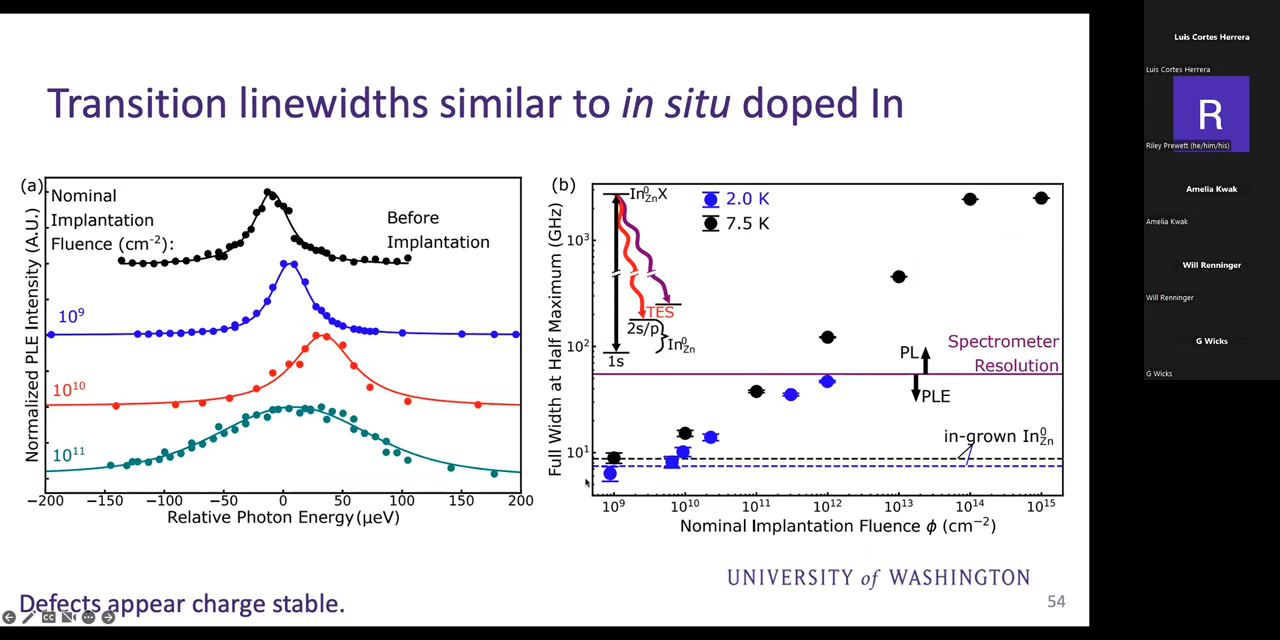 Transition linewidths similar to in situ doped In
(a)
Nominal
Implantation
Fluence (cm⁻²):
Before
Implantation
10⁹
10¹⁰
10¹¹
Normalized PLE Intensity (A.U.)
−200 −150 −100 −50 0 50 100 150 200
Relative Photon Energy (μeV)
(b)
Full Width at Half Maximum (GHz)
10³
10²
10¹
In⁰ZnX
2.0 K
7.5 K
TES
2s/p
In⁰Zn
1s
Spectrometer
Resolution
PL
PLE
in-grown In⁰Zn
10⁹ 10¹⁰ 10¹¹ 10¹² 10¹³ 10¹⁴ 10¹⁵
Nominal Implantation Fluence ϕ (cm⁻²)
UNIVERSITY of WASHINGTON
Defects appear charge stable.
54
CC
Luis Cortes Herrera
Luis Cortes Herrera
R
Riley Prewett (he/him/his)
Amelia Kwak
Amelia Kwak
Will Renninger
Will Renninger
G Wicks
G Wicks